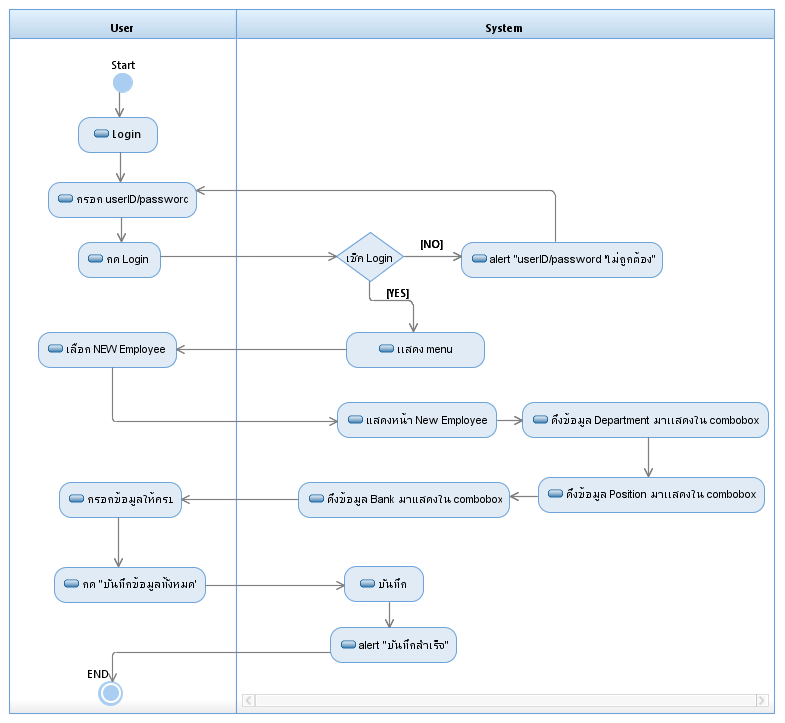 User
System
Start
Login
กรอก userID/password
กด Login
เช็ค Login
[NO]
alert "userID/password ไม่ถูกต้อง"
[YES]
แสดง menu
เลือก NEW Employee
แสดงหน้า New Employee
ดึงข้อมูล Department มาแสดงใน combobox
ดึงข้อมูล Position มาแสดงใน combobox
ดึงข้อมูล Bank มาแสดงใน combobox
กรอกข้อมูลให้ครบ
กด "บันทึกข้อมูลทั้งหมด"
บันทึก
alert "บันทึกสำเร็จ"
END